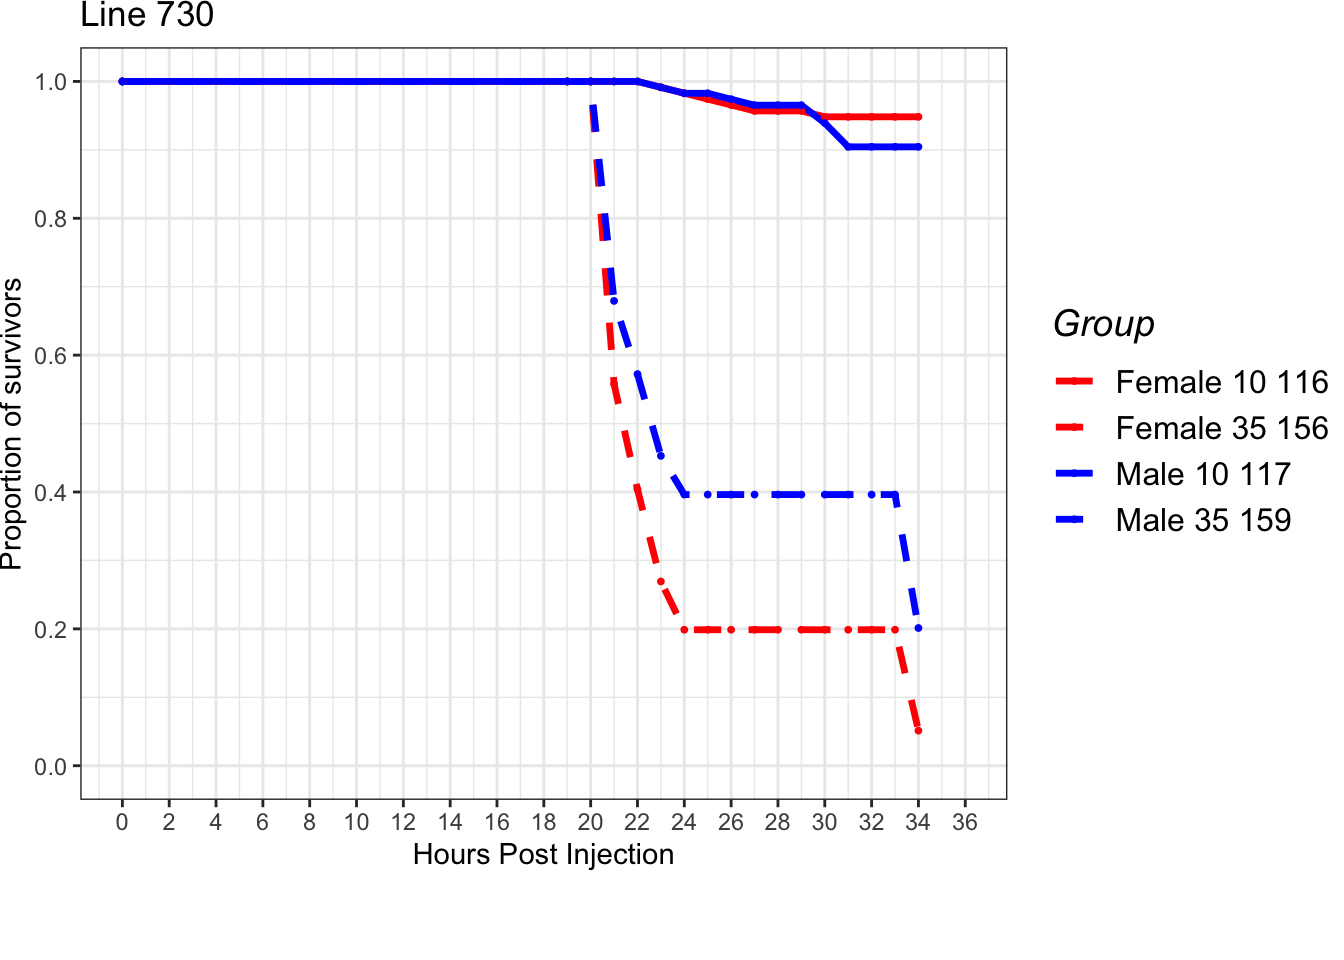 Line 730
Proportion of survivors
1.0
0.8
0.6
0.4
0.2
0.0
0 2 4 6 8 10 12 14 16 18 20 22 24 26 28 30 32 34 36
Hours Post Injection
Group
Female 10 116
Female 35 156
Male 10 117
Male 35 159